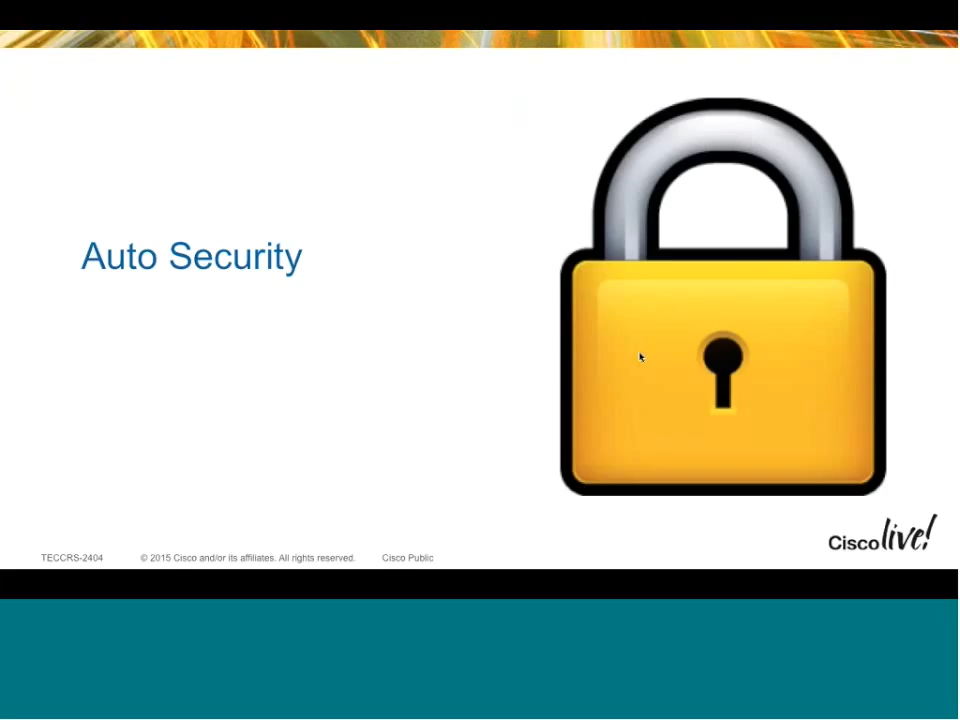 Auto Security
Cisco live!
TECCRS-2404 © 2015 Cisco and/or its affiliates. All rights reserved. Cisco Public